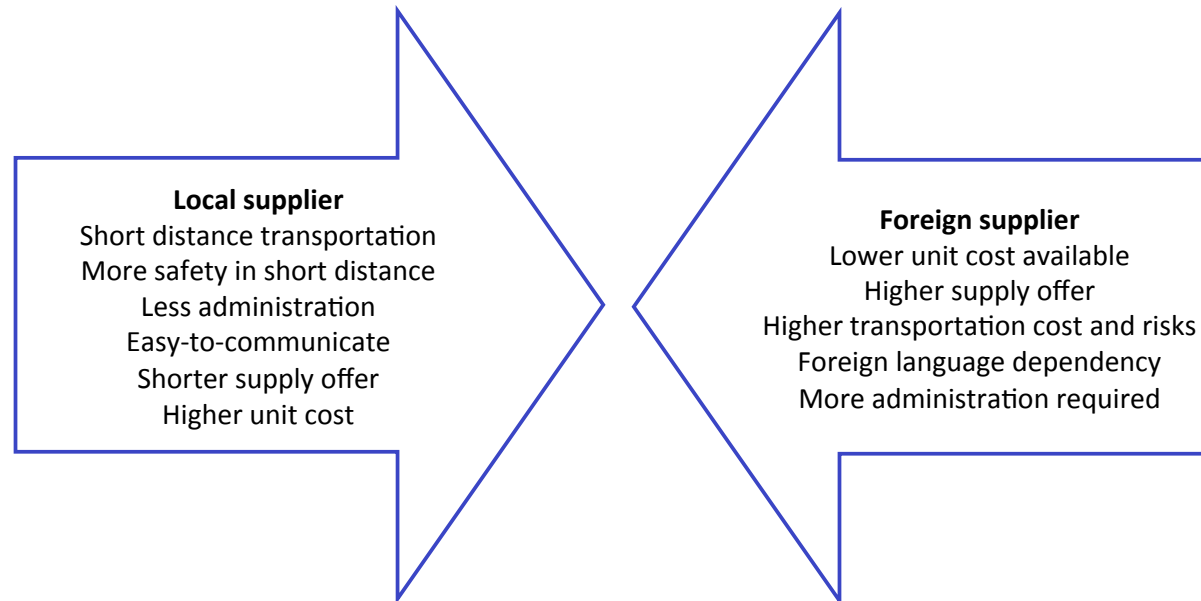 Local supplier
Short distance transportation
More safety in short distance
Less administration
Easy-to-communicate
Shorter supply offer
Higher unit cost
Foreign supplier
Lower unit cost available
Higher supply offer
Higher transportation cost and risks
Foreign language dependency
More administration required